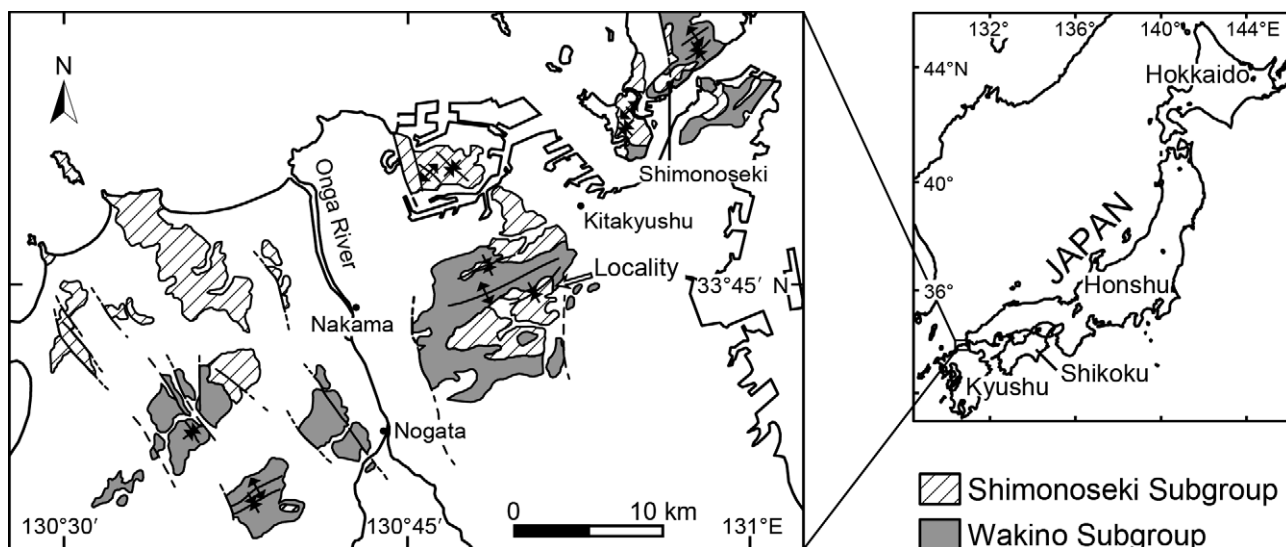 N
Onga River
Shimonoseki
Kitakyushu
Locality
33°45′ N
Nakama
Nogata
0 10 km
130°30′
130°45′
131°E
132° 136° 140° 144°E
44°N
Hokkaido
40°
JAPAN
36°
Honshu
Shikoku
Kyushu
Shimonoseki Subgroup
Wakino Subgroup